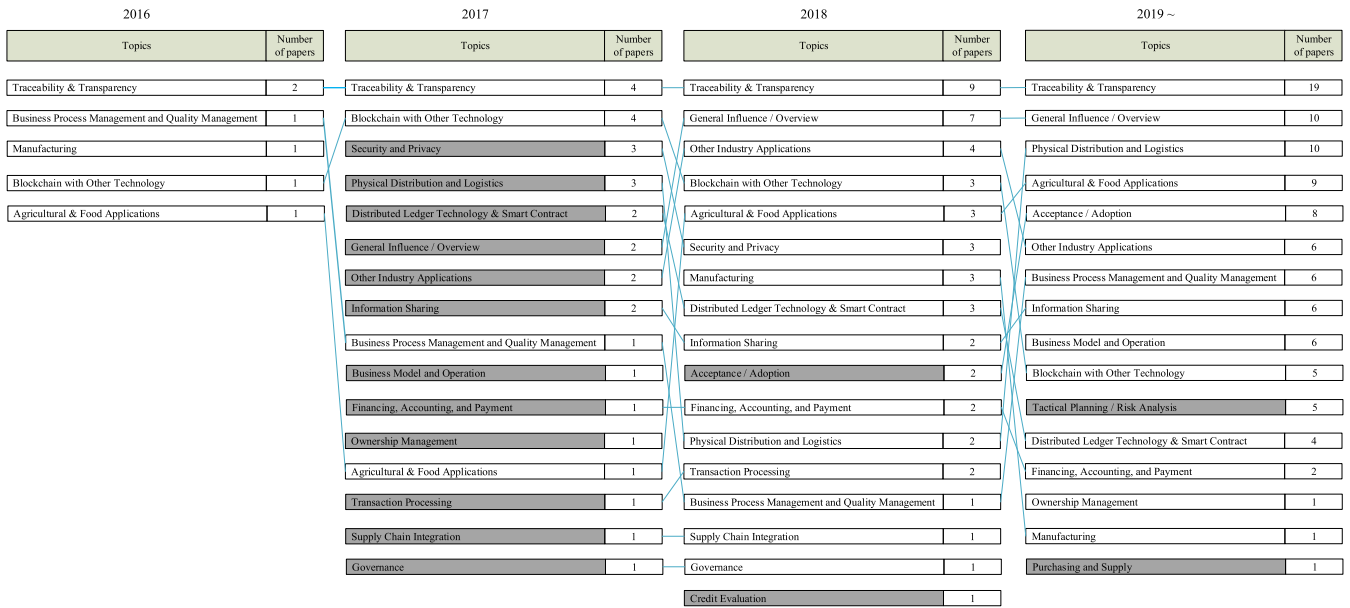 2016
Topics
Number
of papers
Traceability & Transparency 2
Business Process Management and Quality Management 1
Manufacturing 1
Blockchain with Other Technology 1
Agricultural & Food Applications 1
2017
Topics
Number
of papers
Traceability & Transparency 4
Blockchain with Other Technology 4
Security and Privacy 3
Physical Distribution and Logistics 3
Distributed Ledger Technology & Smart Contract 2
General Influence / Overview 2
Other Industry Applications 2
Information Sharing 2
Business Process Management and Quality Management 1
Business Model and Operation 1
Financing, Accounting, and Payment 1
Ownership Management 1
Agricultural & Food Applications 1
Transaction Processing 1
Supply Chain Integration 1
Governance 1
2018
Topics
Number
of papers
Traceability & Transparency 9
General Influence / Overview 7
Other Industry Applications 4
Blockchain with Other Technology 3
Agricultural & Food Applications 3
Security and Privacy 3
Manufacturing 3
Distributed Ledger Technology & Smart Contract 3
Information Sharing 2
Acceptance / Adoption 2
Financing, Accounting, and Payment 2
Physical Distribution and Logistics 2
Transaction Processing 2
Business Process Management and Quality Management 1
Supply Chain Integration 1
Governance 1
Credit Evaluation 1
2019 ~
Topics
Number
of papers
Traceability & Transparency 19
General Influence / Overview 10
Physical Distribution and Logistics 10
Agricultural & Food Applications 9
Acceptance / Adoption 8
Other Industry Applications 6
Business Process Management and Quality Management 6
Information Sharing 6
Business Model and Operation 6
Blockchain with Other Technology 5
Tactical Planning / Risk Analysis 5
Distributed Ledger Technology & Smart Contract 4
Financing, Accounting, and Payment 2
Ownership Management 1
Manufacturing 1
Purchasing and Supply 1